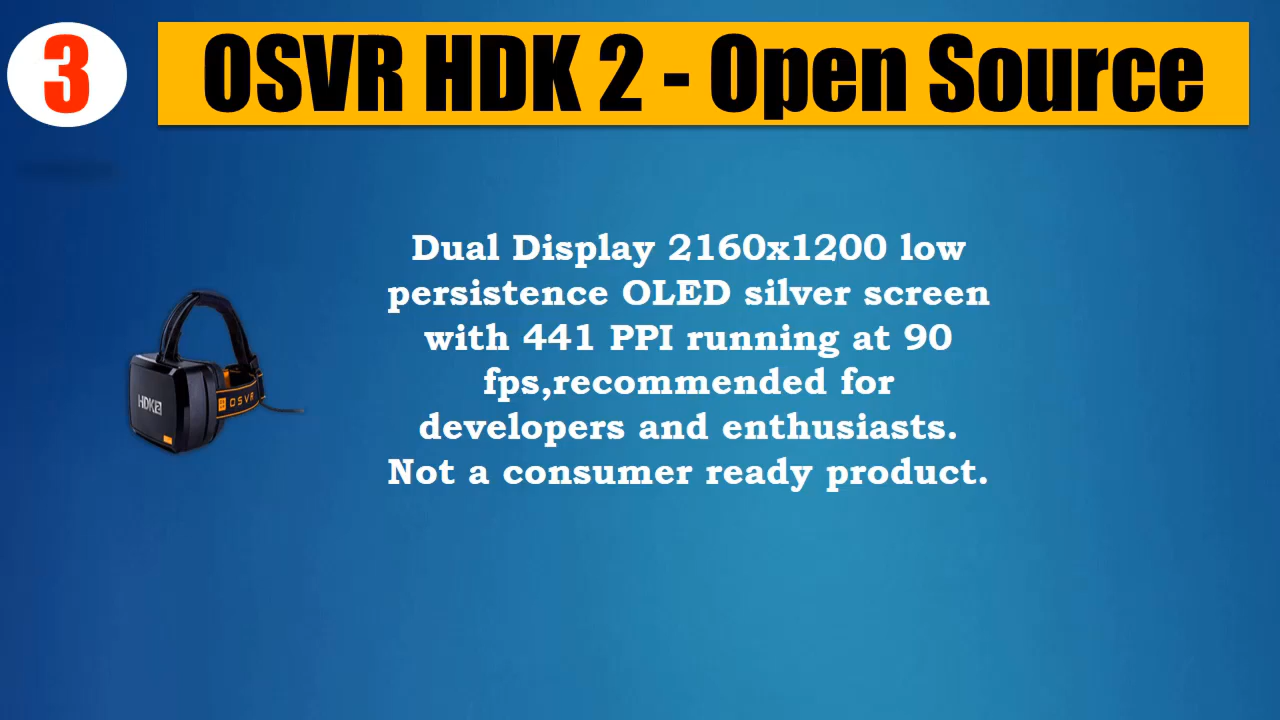 3
OSVR HDK 2 - Open Source
Dual Display 2160x1200 low
persistence OLED silver screen
with 441 PPI running at 90
fps,recommended for
developers and enthusiasts.
Not a consumer ready product.
HDK2
OSVR